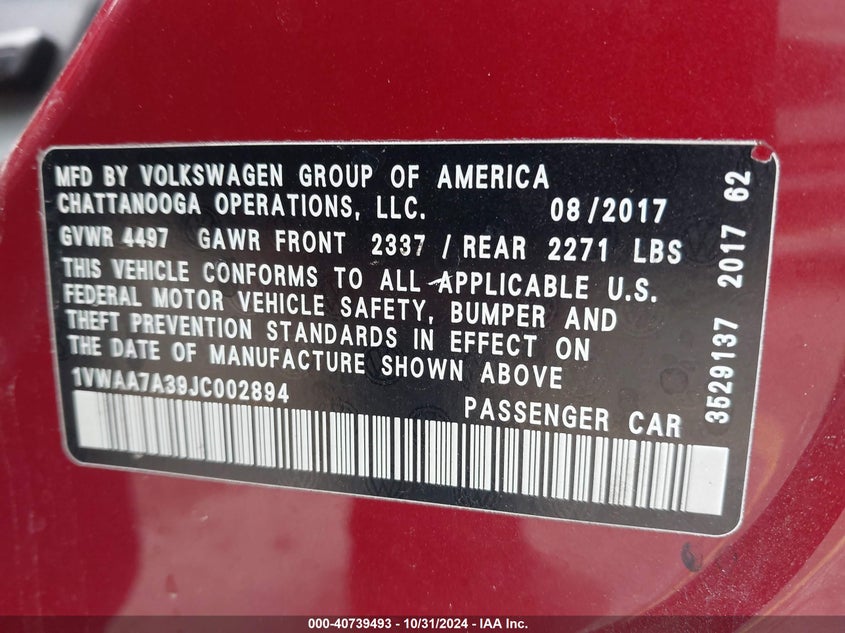 MFD BY VOLKSWAGEN GROUP OF AMERICA
CHATTANOOGA OPERATIONS, LLC. 08/2017
GVWR 4497 GAWR FRONT 2337 / REAR 2271 LBS
THIS VEHICLE CONFORMS TO ALL APPLICABLE U.S.
FEDERAL MOTOR VEHICLE SAFETY, BUMPER AND
THEFT PREVENTION STANDARDS IN EFFECT ON
THE DATE OF MANUFACTURE SHOWN ABOVE
1VWAA7A39JC002894 PASSENGER CAR
3529137 2017 62
000-40739493 - 10/31/2024 - IAA Inc.